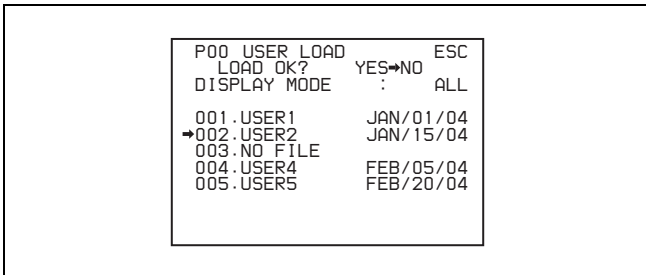 P00 USER LOAD ESC
LOAD OK? YES➡NO
DISPLAY MODE : ALL
001.USER1 JAN/01/04
➡002.USER2 JAN/15/04
003.NO FILE
004.USER4 FEB/05/04
005.USER5 FEB/20/04